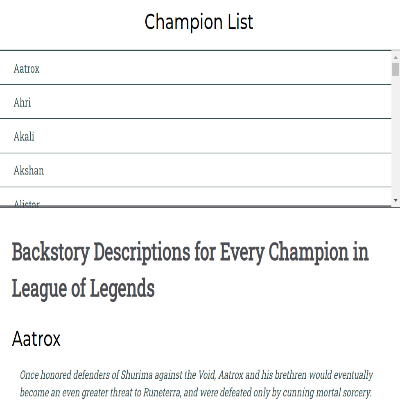 Champion List
Aatrox
Ahri
Akali
Akshan
Alistar
Backstory Descriptions for Every Champion in
League of Legends
Aatrox
Once honored defenders of Shurima against the Void, Aatrox and his brethren would eventually
become an even greater threat to Runeterra, and were defeated only by cunning mortal sorcery.